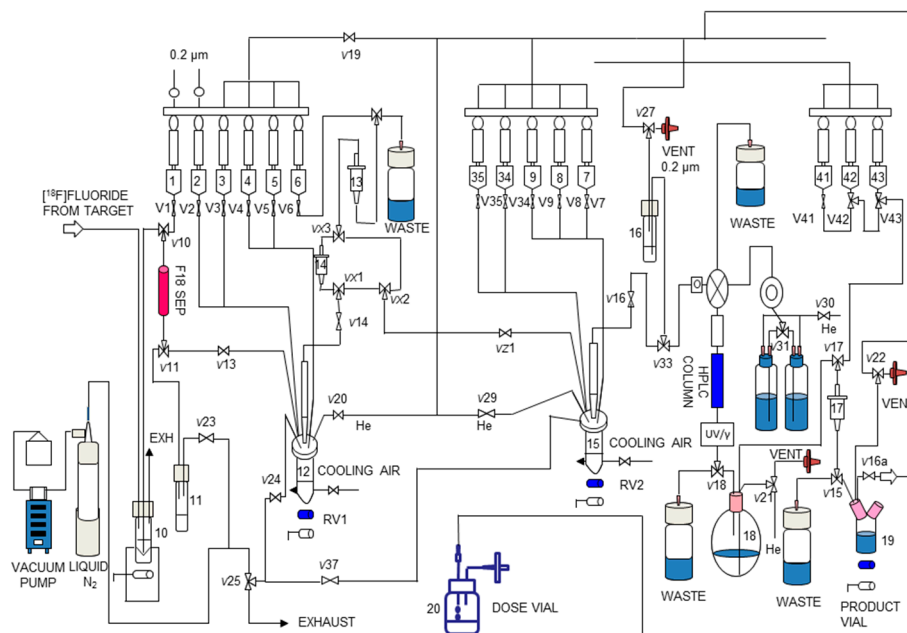 v19
0.2 µm
v27
VENT
0.2 µm
1
2
3
4
5
6
13
35
34
9
8
7
41
42
43
[¹⁸F]FLUORIDE
FROM TARGET
V1
V2
V3
V4
V5
V6
WASTE
V35
V34
V9
V8
V7
16
WASTE
V41
V42
V43
v10
vx3
14
vx1
vx2
F18 SEP
v14
v16
v30
He
v11
v13
vz1
v33
v31
v17
v22
HPLC
COLUMN
VENT
v20
He
v29
He
17
EXH
v23
12
COOLING AIR
15
COOLING AIR
UV/γ
VENT
v16a
v24
11
v18
v21
v15
RV1
RV2
10
18
He
19
VACUUM
PUMP
LIQUID
N₂
v25
v37
WASTE
WASTE
PRODUCT
VIAL
20
DOSE VIAL
EXHAUST